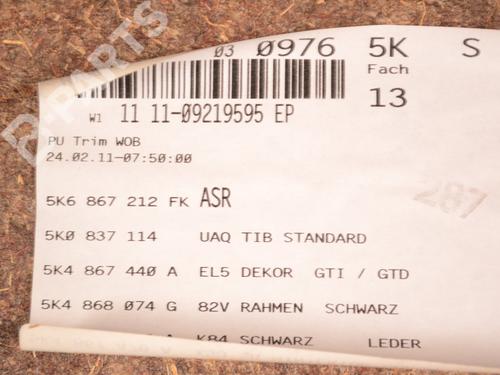 03 0976 5K S
Fach
13
W1 11 11-09219595 EP
PU Trim WOB
24.02.11-07:50:00
287
5K6 867 212 FK ASR
5K0 837 114 UAQ TIB STANDARD
5K4 867 440 A EL5 DEKOR GTI / GTD
5K4 868 074 G 82V RAHMEN SCHWARZ
A K84 SCHWARZ LEDER
B-PARTS